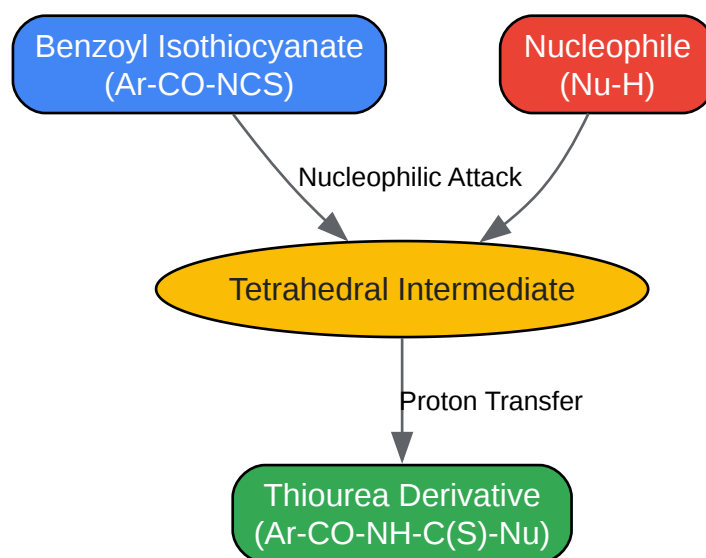 Benzoyl Isothiocyanate
(Ar-CO-NCS)
Nucleophile
(Nu-H)
Nucleophilic Attack
Tetrahedral Intermediate
Proton Transfer
Thiourea Derivative
(Ar-CO-NH-C(S)-Nu)